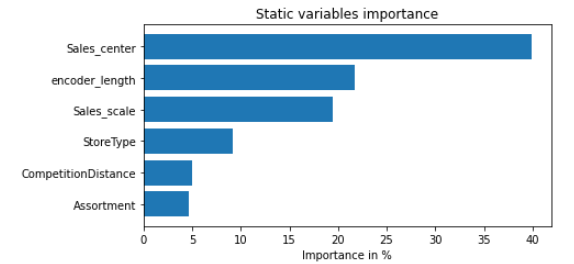 Static variables importance
Sales_center
encoder_length
Sales_scale
StoreType
CompetitionDistance
Assortment
0 5 10 15 20 25 30 35 40
Importance in %